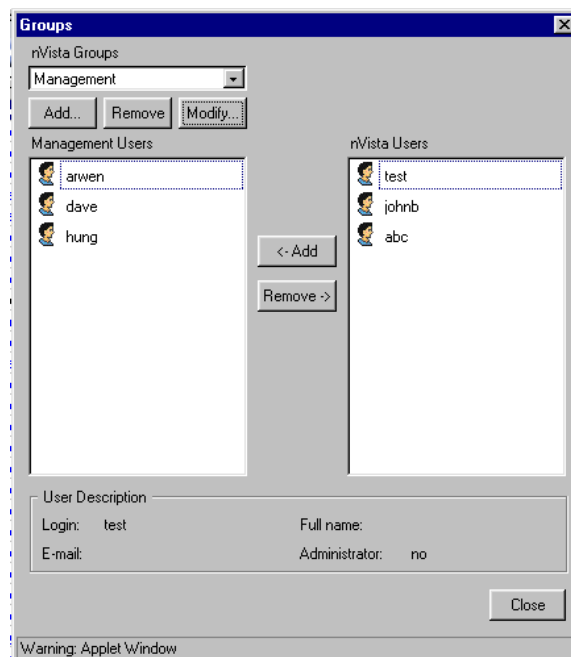 Groups
nVista Groups
Management
Add... Remove Modify...
Management Users
arwen
dave
hung
<- Add
Remove ->
nVista Users
test
johnb
abc
User Description
Login: test Full name:
E-mail: Administrator: no
Close
Warning: Applet Window